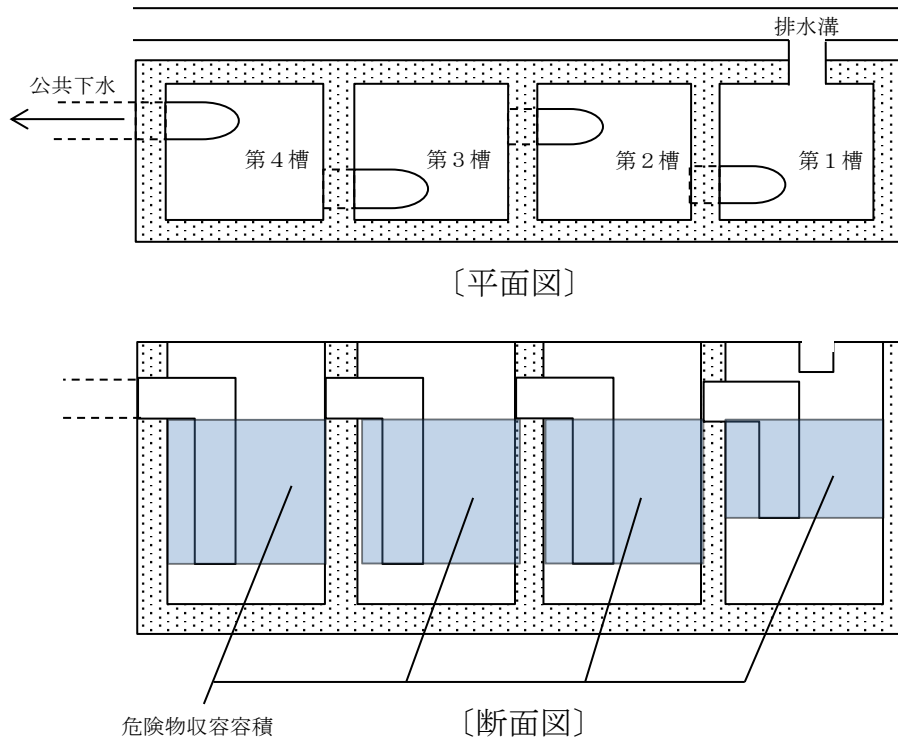 排水溝
公共下水
第４槽
第３槽
第２槽
第１槽
〔平面図〕
危険物収容容積
〔断面図〕